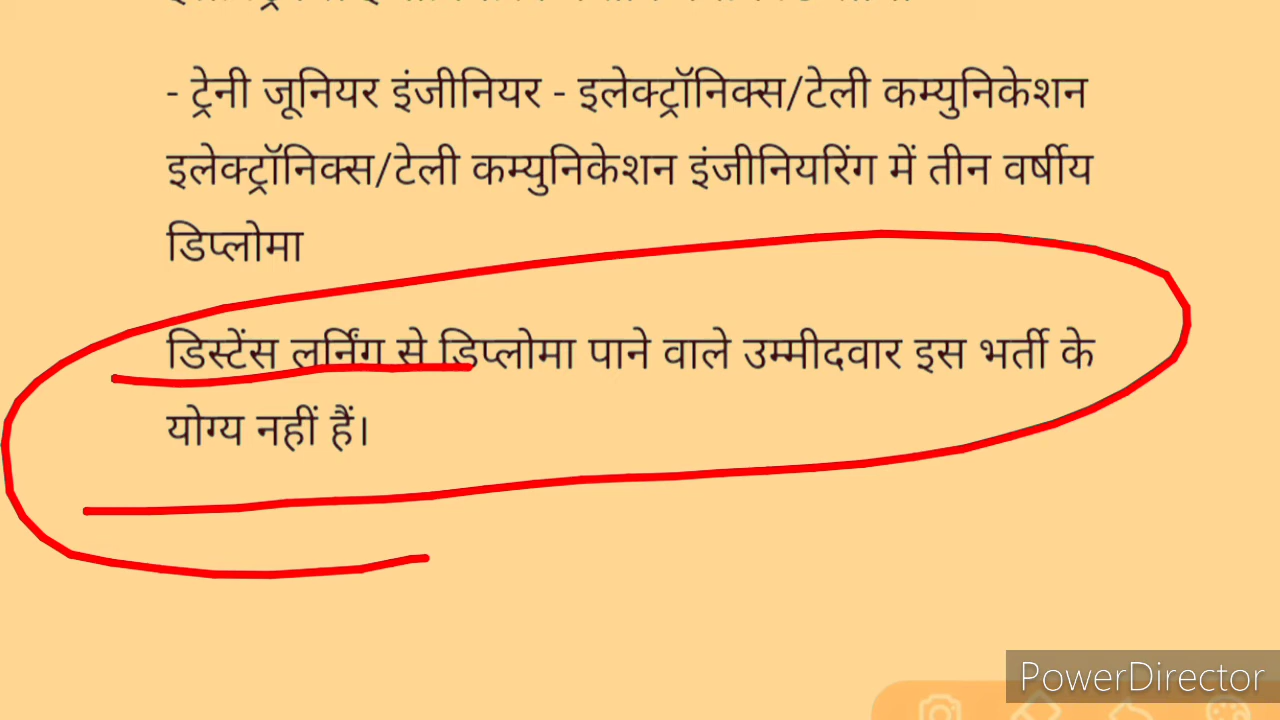 - ट्रेनी जूनियर इंजीनियर - इलेक्ट्रॉनिक्स/टेली कम्युनिकेशन
इलेक्ट्रॉनिक्स/टेली कम्युनिकेशन इंजीनियरिंग में तीन वर्षीय
डिप्लोमा
डिस्टेंस लर्निंग से डिप्लोमा पाने वाले उम्मीदवार इस भर्ती के
योग्य नहीं हैं।
PowerDirector